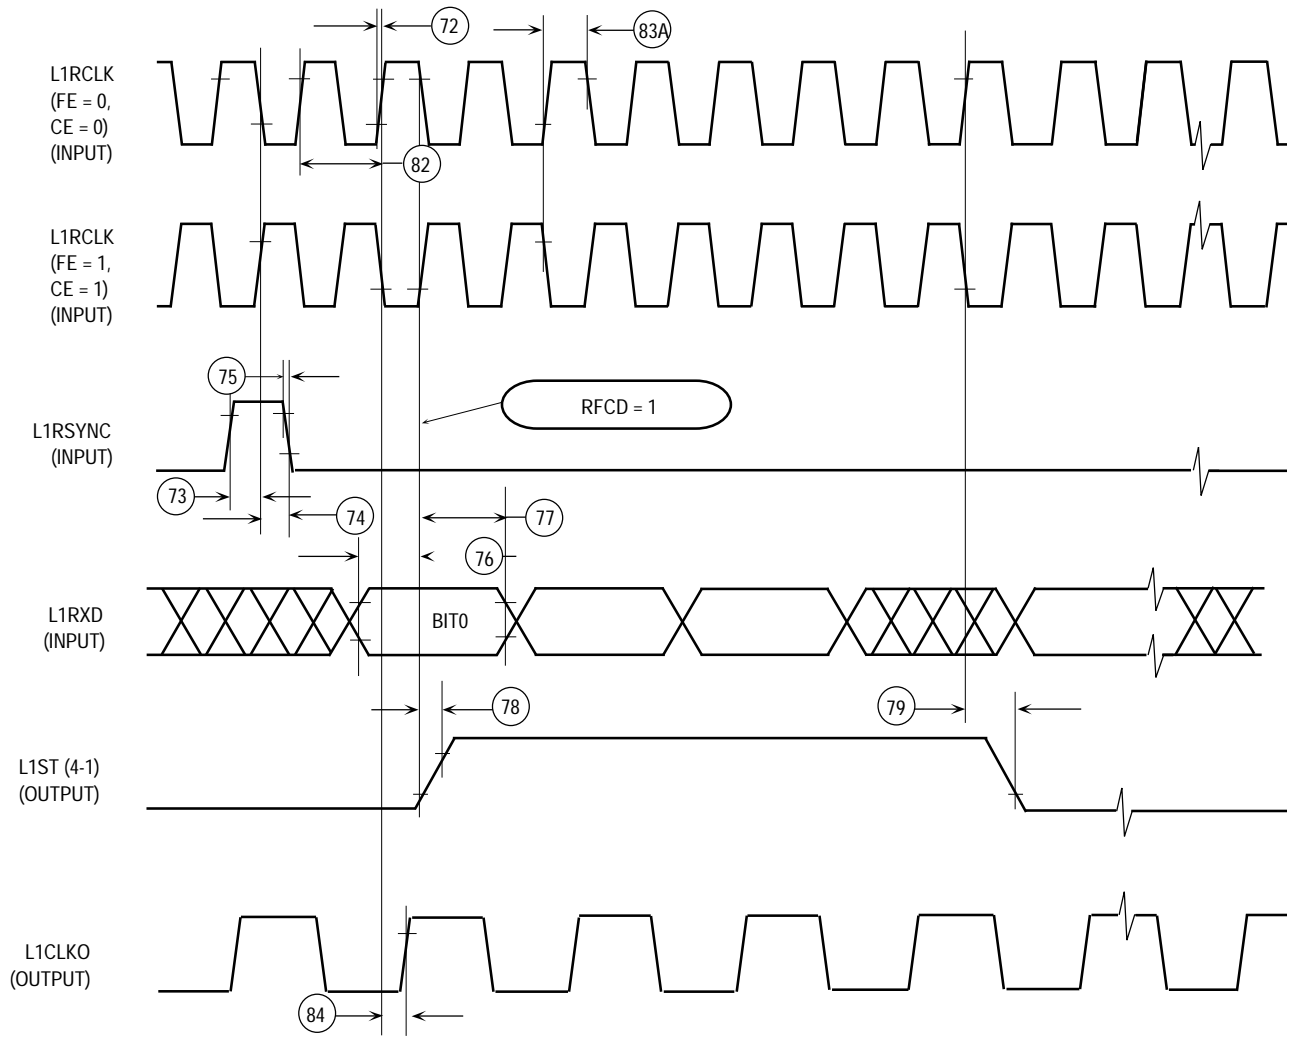 72
83A
L1RCLK
(FE = 0,
CE = 0)
(INPUT)
82
L1RCLK
(FE = 1,
CE = 1)
(INPUT)
75
RFCD = 1
L1RSYNC
(INPUT)
73
74
77
76
L1RXD
(INPUT)
BIT0
78
79
L1ST (4-1)
(OUTPUT)
L1CLKO
(OUTPUT)
84